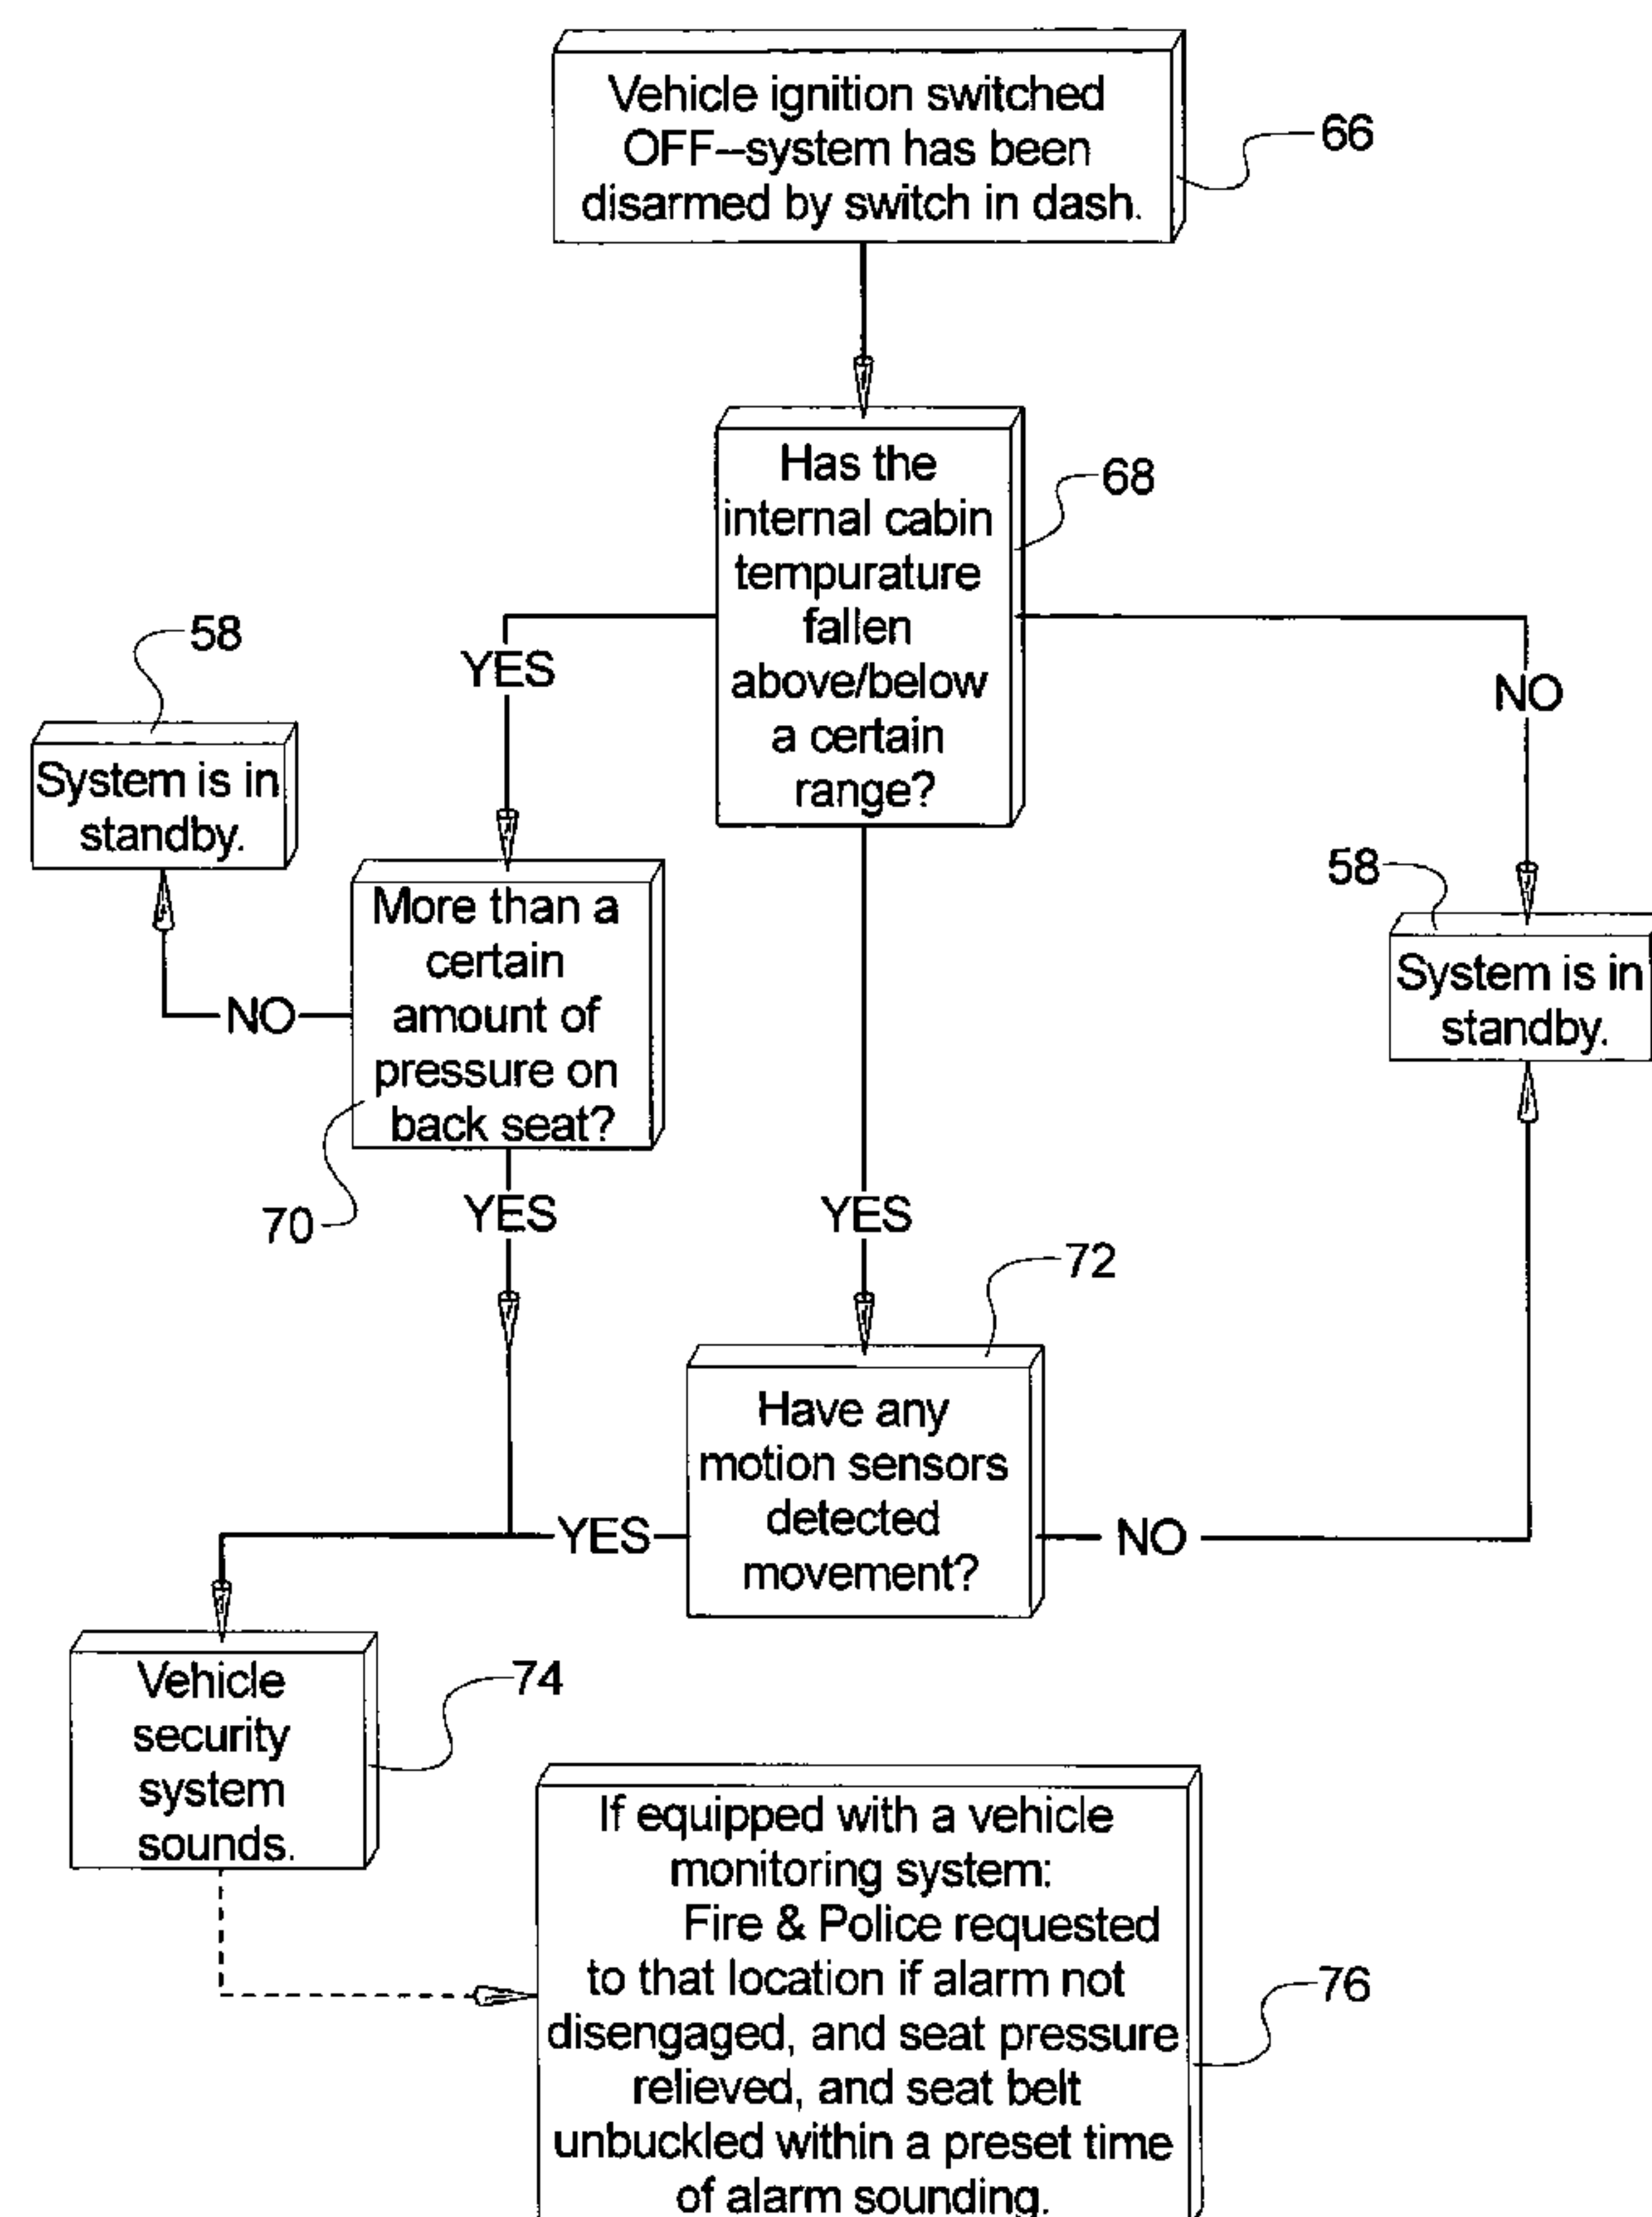 Vehicle ignition switched
OFF--system has been
disarmed by switch in dash.
66
Has the
internal cabin
tempurature
fallen
above/below
a certain
range?
68
YES
NO
58
System is in
standby.
58
System is in
standby.
More than a
certain
amount of
pressure on
back seat?
NO
70
YES
YES
72
Have any
motion sensors
detected
movement?
YES
NO
Vehicle
security
system
sounds.
74
If equipped with a vehicle
monitoring system:
Fire & Police requested
to that location if alarm not
disengaged, and seat pressure
relieved, and seat belt
unbuckled within a preset time
of alarm sounding.
76